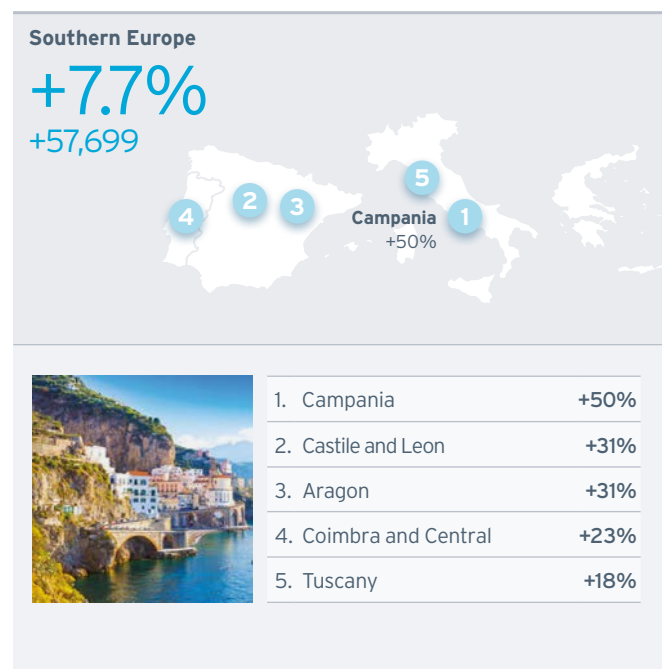 Southern Europe
+7.7%
+57,699
5
2
3
4
Campania
1
+50%
1. Campania +50%
2. Castile and Leon +31%
3. Aragon +31%
4. Coimbra and Central +23%
5. Tuscany +18%